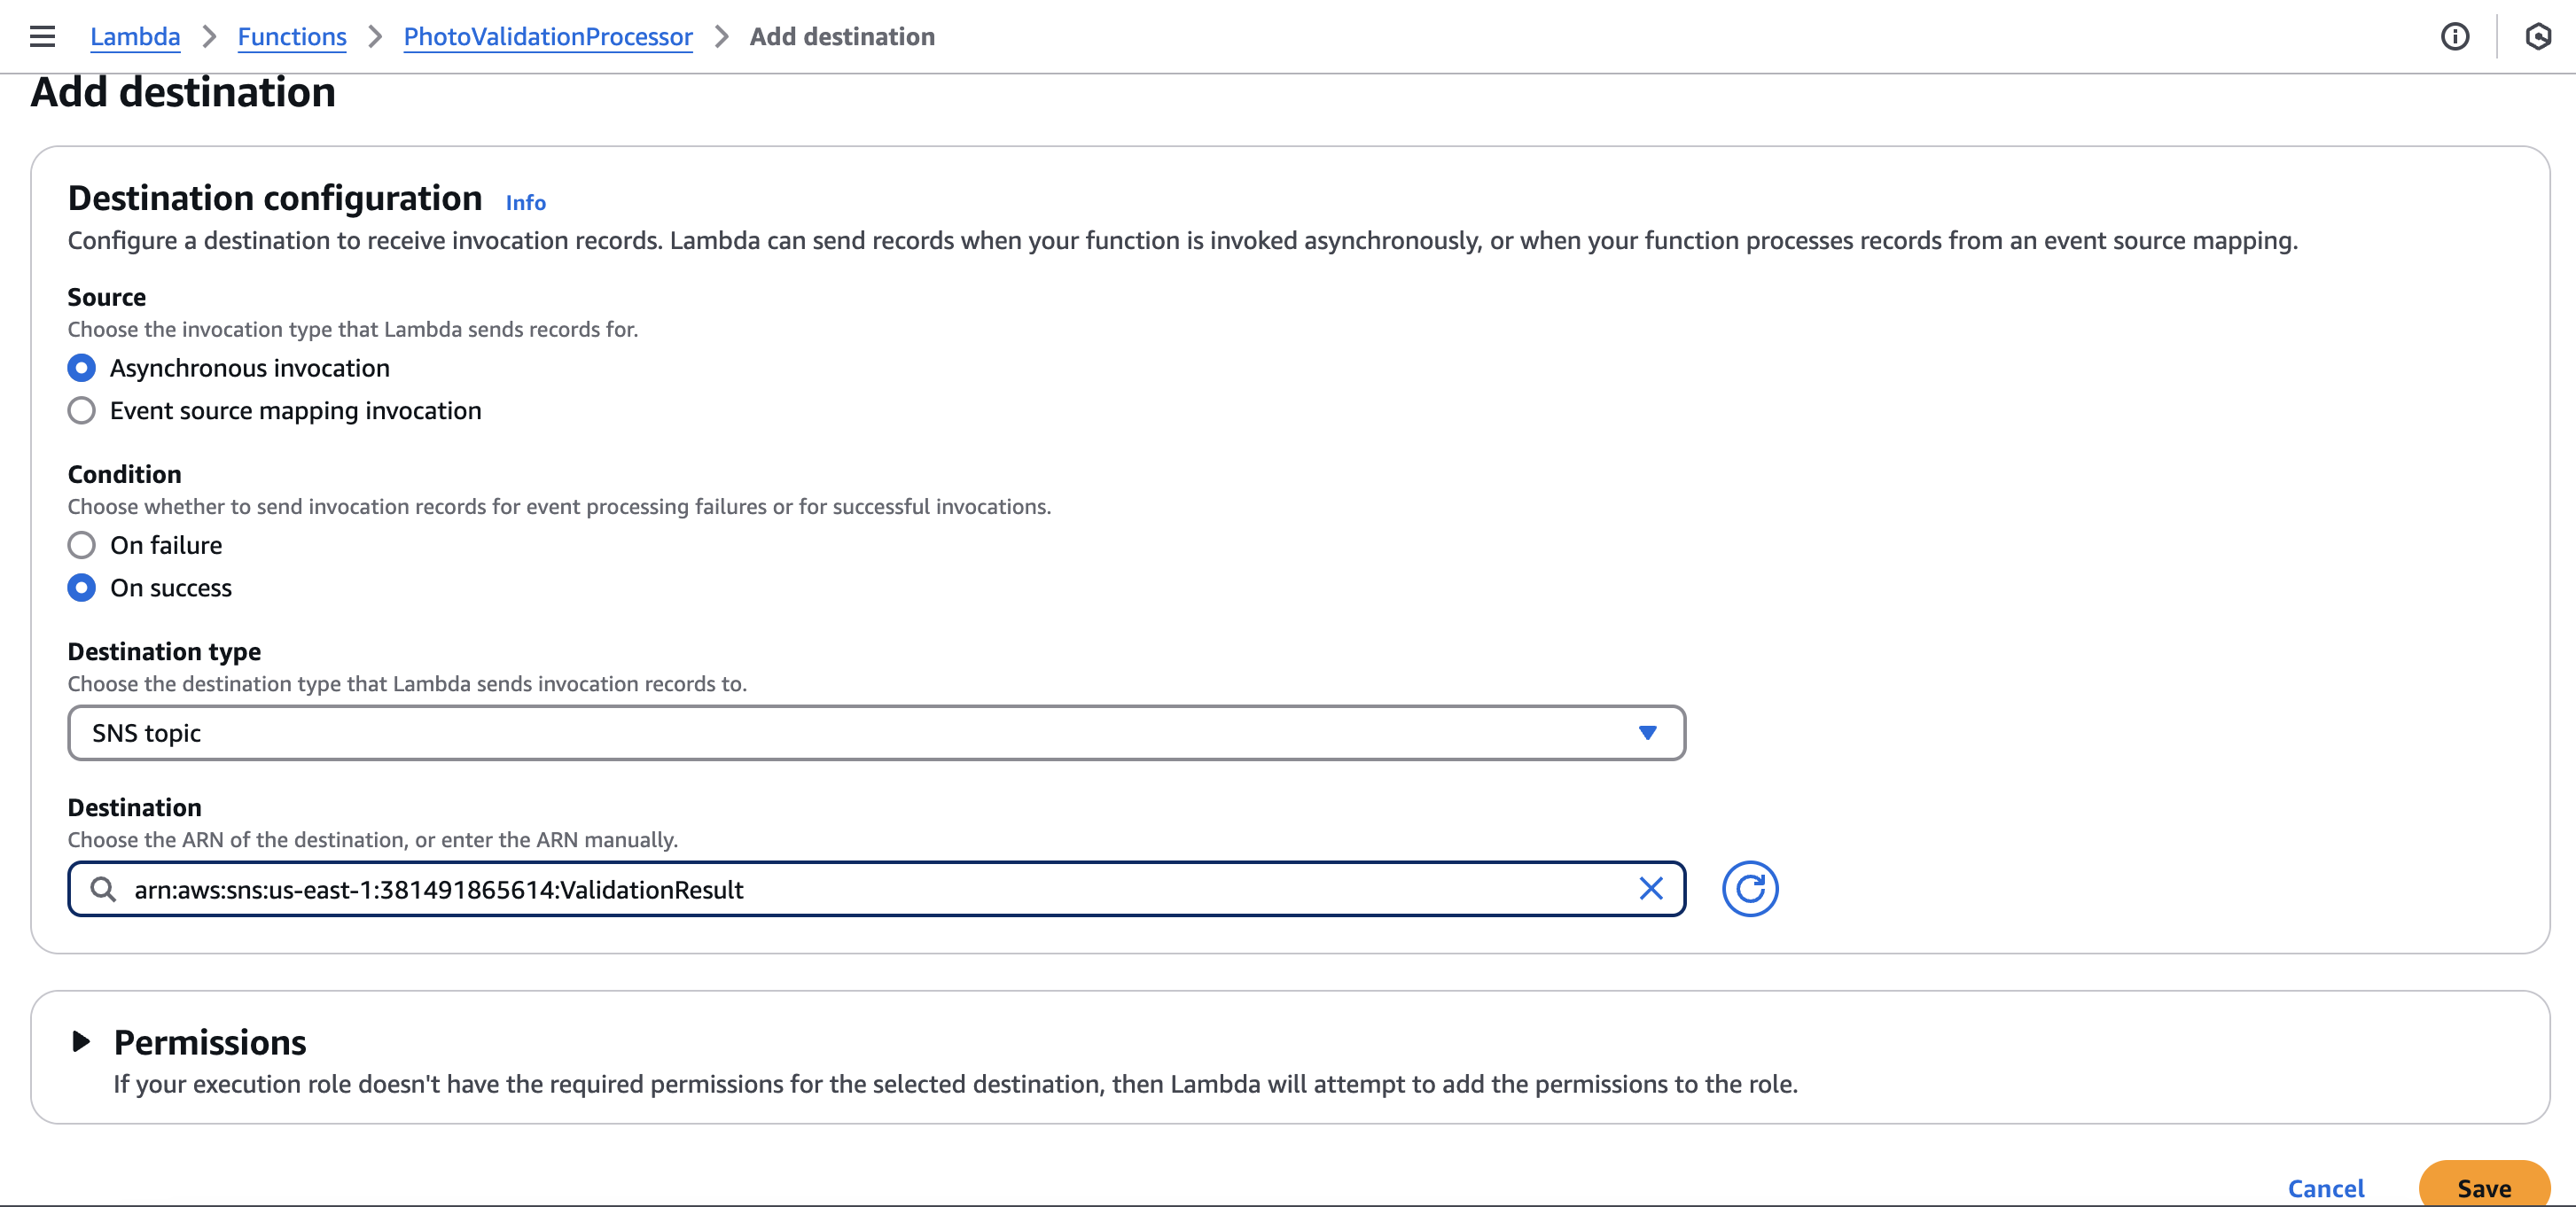 Lambda > Functions > PhotoValidationProcessor > Add destination
Add destination
Destination configuration Info
Configure a destination to receive invocation records. Lambda can send records when your function is invoked asynchronously, or when your function processes records from an event source mapping.
Source
Choose the invocation type that Lambda sends records for.
Asynchronous invocation
Event source mapping invocation
Condition
Choose whether to send invocation records for event processing failures or for successful invocations.
On failure
On success
Destination type
Choose the destination type that Lambda sends invocation records to.
SNS topic
Destination
Choose the ARN of the destination, or enter the ARN manually.
arn:aws:sns:us-east-1:381491865614:ValidationResult
Permissions
If your execution role doesn't have the required permissions for the selected destination, then Lambda will attempt to add the permissions to the role.
Cancel Save